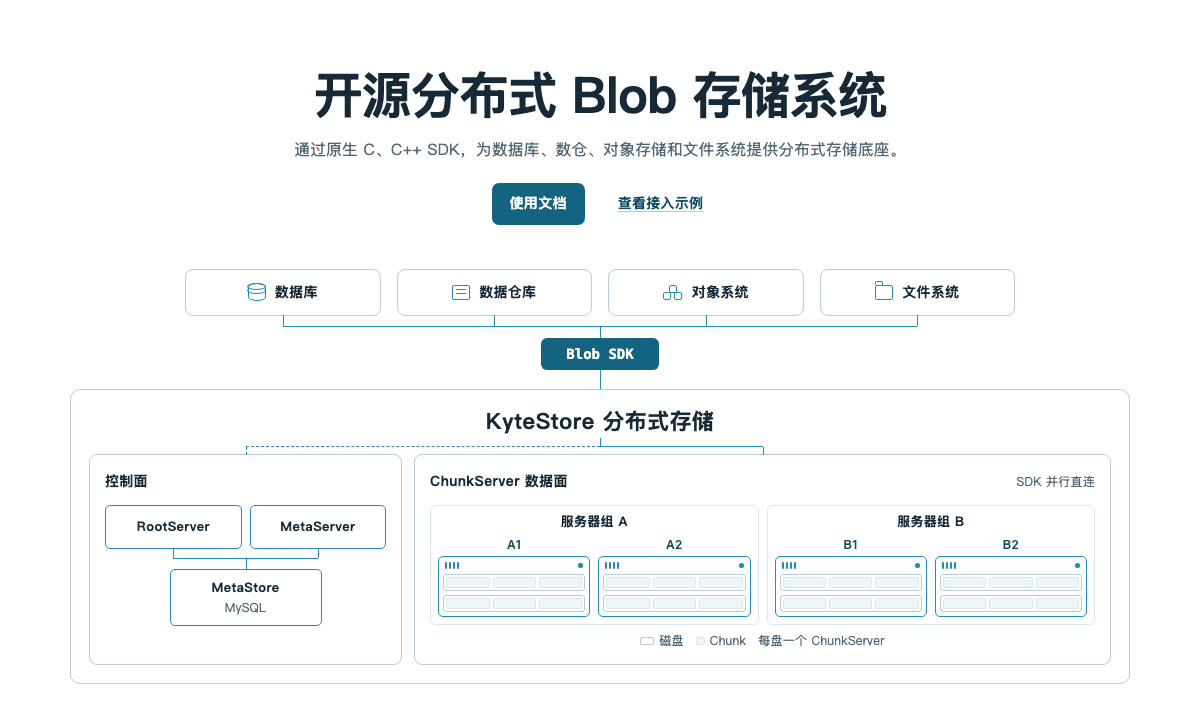 开源分布式 Blob 存储系统
通过原生 C、C++ SDK，为数据库、数仓、对象存储和文件系统提供分布式存储底座。
使用文档 查看接入示例
数据库 数据仓库 对象系统 文件系统
Blob SDK
KyteStore 分布式存储
控制面
RootServer MetaServer
MetaStore
MySQL
ChunkServer 数据面 SDK 并行直连
服务器组 A 服务器组 B
A1 A2 B1 B2
磁盘 Chunk 每盘一个 ChunkServer